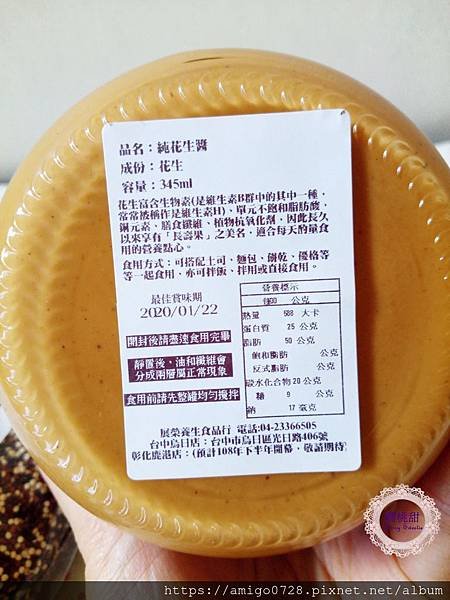 品名：純花生醬
成份：花生
容量：345ml
花生富含生物素(是維生素B群中的其中一種，
常常被稱作是維生素H)、單元不飽和脂肪酸、
銅元素、膳食纖維、植物抗氧化劑，因此長久
以來享有「長壽果」之美名，適合每天酌量食
用的營養點心。
食用方式：可搭配土司、麵包、餅乾、優格等
等一起食用，亦可拌飯、拌用或直接食用。
最佳賞味期
2020/01/22
開封後請盡速食用完畢
靜置後，油和纖維會
分成兩層屬正常現象
食用前請先整罐均勻攪拌
營養標示
每100 公克
熱量 588 大卡
蛋白質 25 公克
脂肪 50 公克
飽和脂肪 公克
反式脂肪 公克
碳水化合物 20 公克
糖 9 公克
鈉 17 毫克
展榮養生食品行 電話:04-23366505
台中烏日店：台中市烏日區光日路406號
彰化鹿港店：(預計108年下半年開幕，敬請期待)
桃甜
https://amigo0728.pixnet.net/album